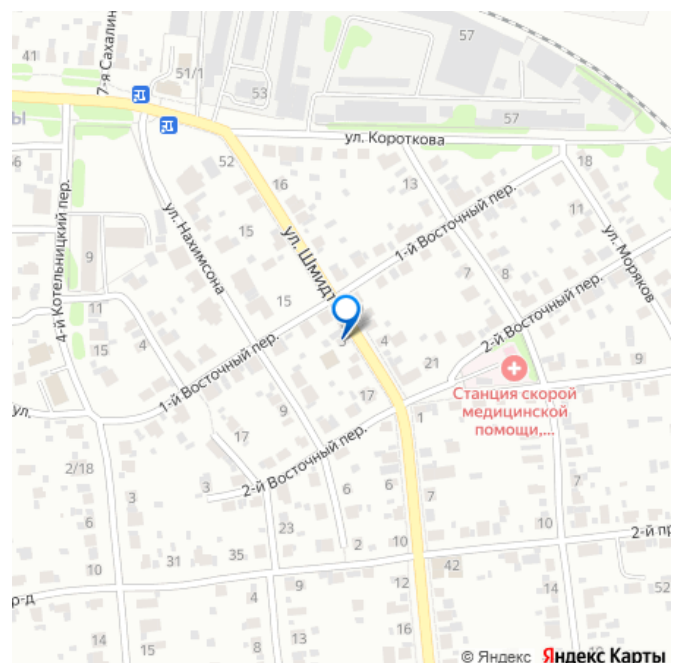 41
7-я Сахалин
51/1
53
57
57
ы
6
52
16
ул. Короткова
18
13
11
4-й Котельницкий пер.
9
ул. Нахимсона
15
ул. Шмидт
1-й Восточный пер.
7
8
ул. Моряков
11
15
4
15
4
2-й Восточный пер.
21
1-й Восточный пер.
17
Станция скорой
медицинской
помощи,...
9
9
ул.
1
17
2-й Восточный пер.
2/18
3
3
6
6
7
7
6
23
10
2-й пр
10
31
35
2
42
52
р-д
4
9
12
14
15
8
13
16
14
10
© Яндекс Яндекс Карты